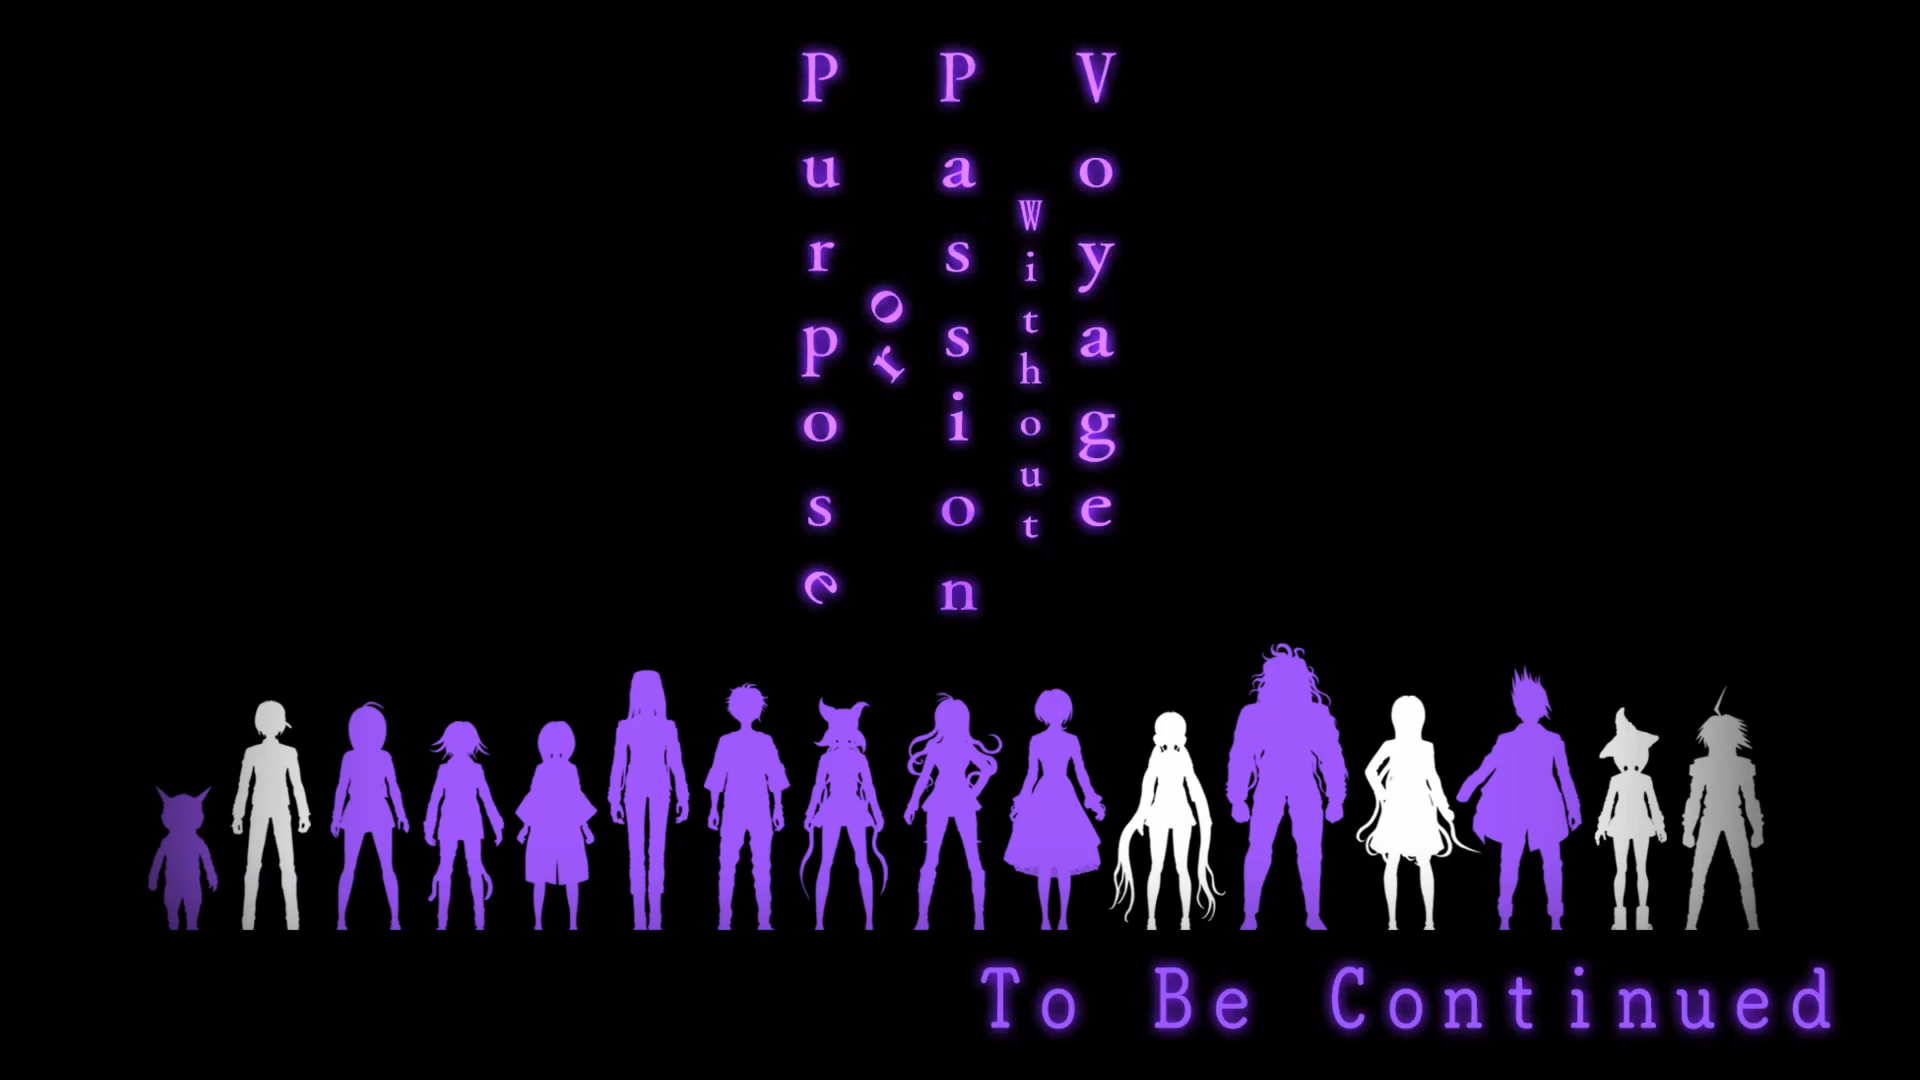 Voyage
Without
Passion
or
Purpose
To Be Continued